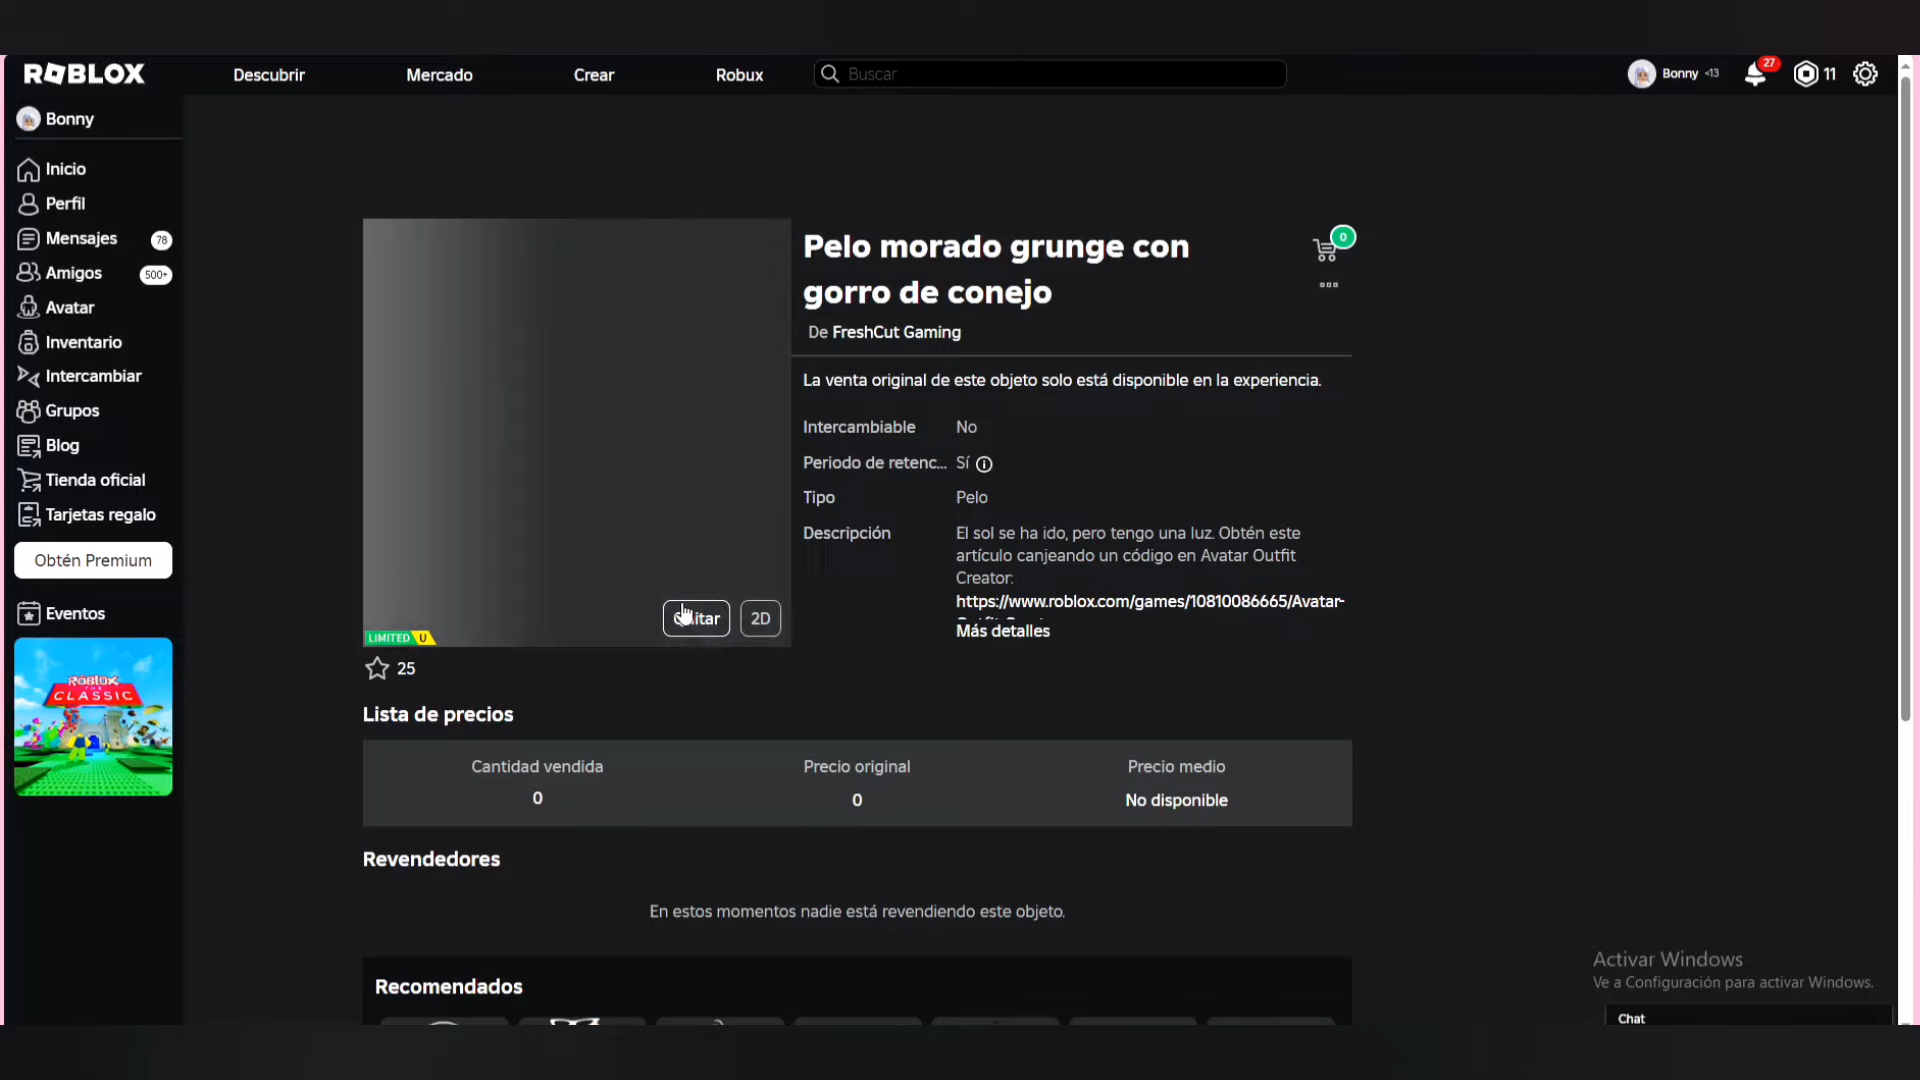 ROBLOX
Descubrir
Mercado
Crear
Robux
Buscar
Bonny <13
27
11
Bonny
Inicio
Perfil
Mensajes 78
Amigos 500+
Avatar
Inventario
Intercambiar
Grupos
Blog
Tienda oficial
Tarjetas regalo
Obtén Premium
Eventos
ROBLOX
THE
CLASSIC
2D
LIMITED U
25
Pelo morado grunge con
gorro de conejo
0
De FreshCut Gaming
La venta original de este objeto solo está disponible en la experiencia.
Intercambiable No
Periodo de retenc... Sí
Tipo Pelo
Descripción El sol se ha ido, pero tengo una luz. Obtén este
artículo canjeando un código en Avatar Outfit
Creator:
https://www.roblox.com/games/10810086665/Avatar-
Más detalles
Lista de precios
Cantidad vendida Precio original Precio medio
0 0 No disponible
Revendedores
En estos momentos nadie está revendiendo este objeto.
Recomendados
Activar Windows
Ve a Configuración para activar Windows.
Chat